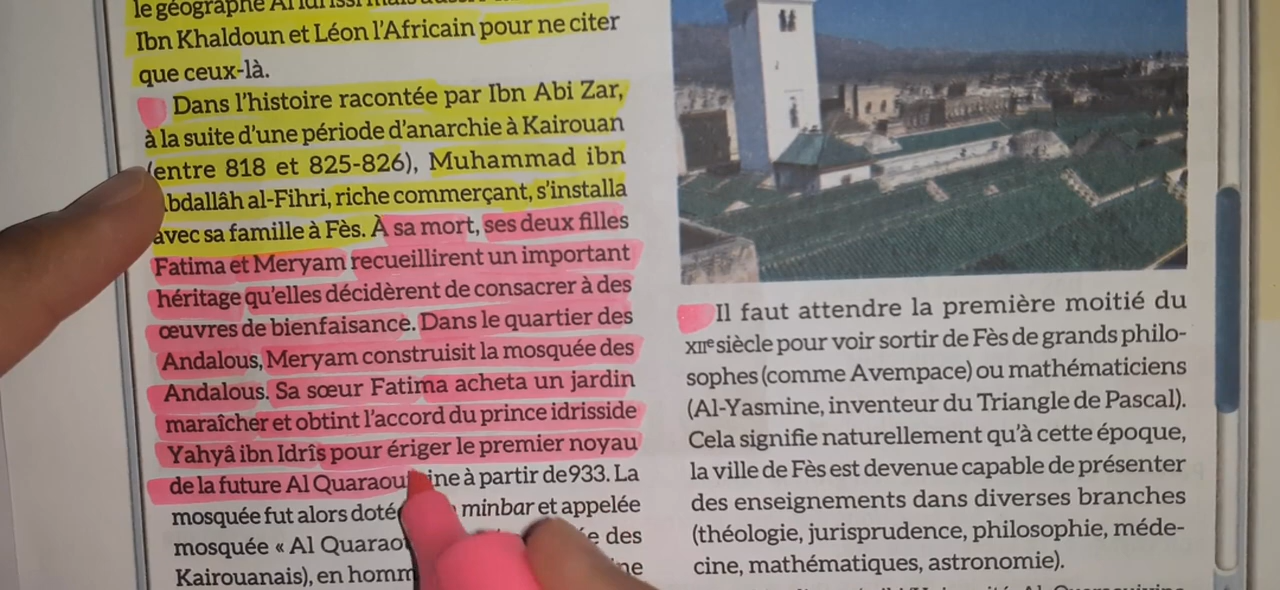 le géographe Al Idrissi mais aussi
Ibn Khaldoun et Léon l'Africain pour ne citer
que ceux-là.
Dans l'histoire racontée par Ibn Abi Zar,
à la suite d'une période d'anarchie à Kairouan
(entre 818 et 825-826), Muhammad ibn
bdallâh al-Fihri, riche commerçant, s'installa
avec sa famille à Fès. À sa mort, ses deux filles
Fatima et Meryam recueillirent un important
héritage qu'elles décidèrent de consacrer à des
œuvres de bienfaisance. Dans le quartier des
Andalous, Meryam construisit la mosquée des
Andalous. Sa sœur Fatima acheta un jardin
maraîcher et obtint l'accord du prince idrisside
Yahyâ ibn Idrîs pour ériger le premier noyau
de la future Al Quaraou ine à partir de 933. La
mosquée fut alors doté minbar et appelée
mosquée « Al Quarao des
Kairouanais), en homm ne
Il faut attendre la première moitié du
XIIe siècle pour voir sortir de Fès de grands philo-
sophes (comme Avempace) ou mathématiciens
(Al-Yasmine, inventeur du Triangle de Pascal).
Cela signifie naturellement qu'à cette époque,
la ville de Fès est devenue capable de présenter
des enseignements dans diverses branches
(théologie, jurisprudence, philosophie, méde-
cine, mathématiques, astronomie).